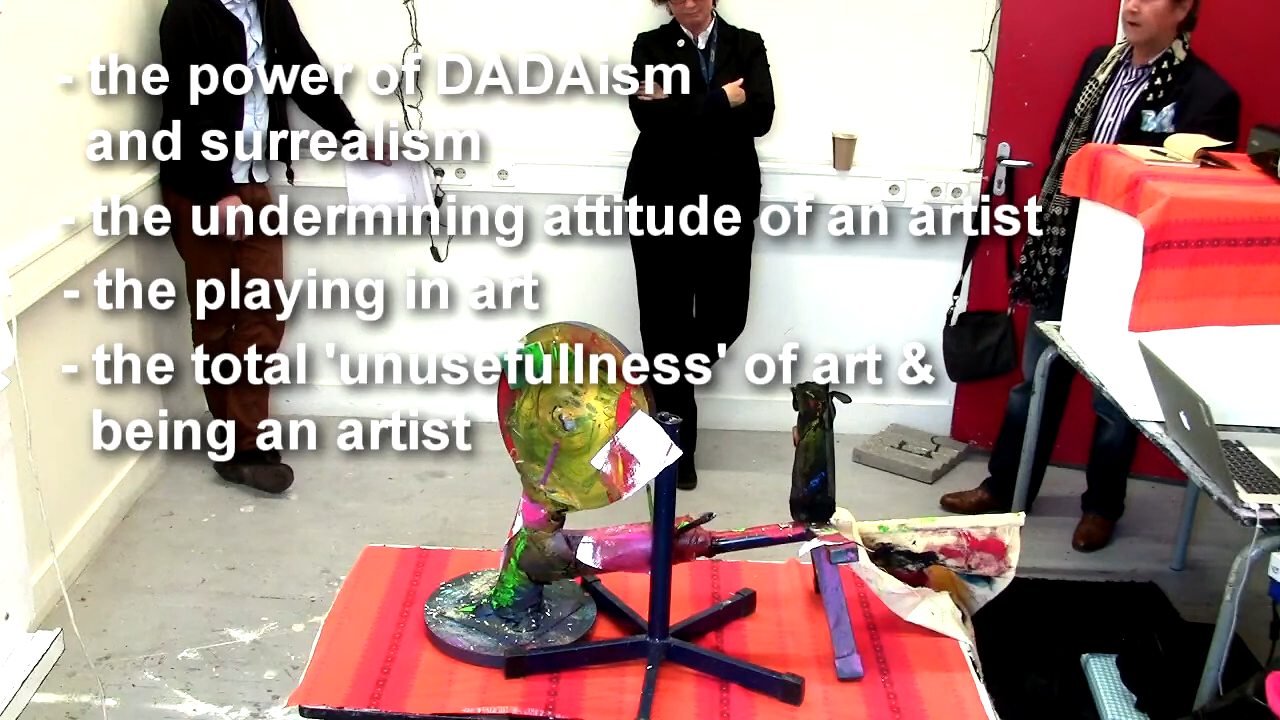 - the power of DADAism
and surrealism
- the undermining attitude of an artist
- the playing in art
- the total 'unusefullness' of art &
being an artist